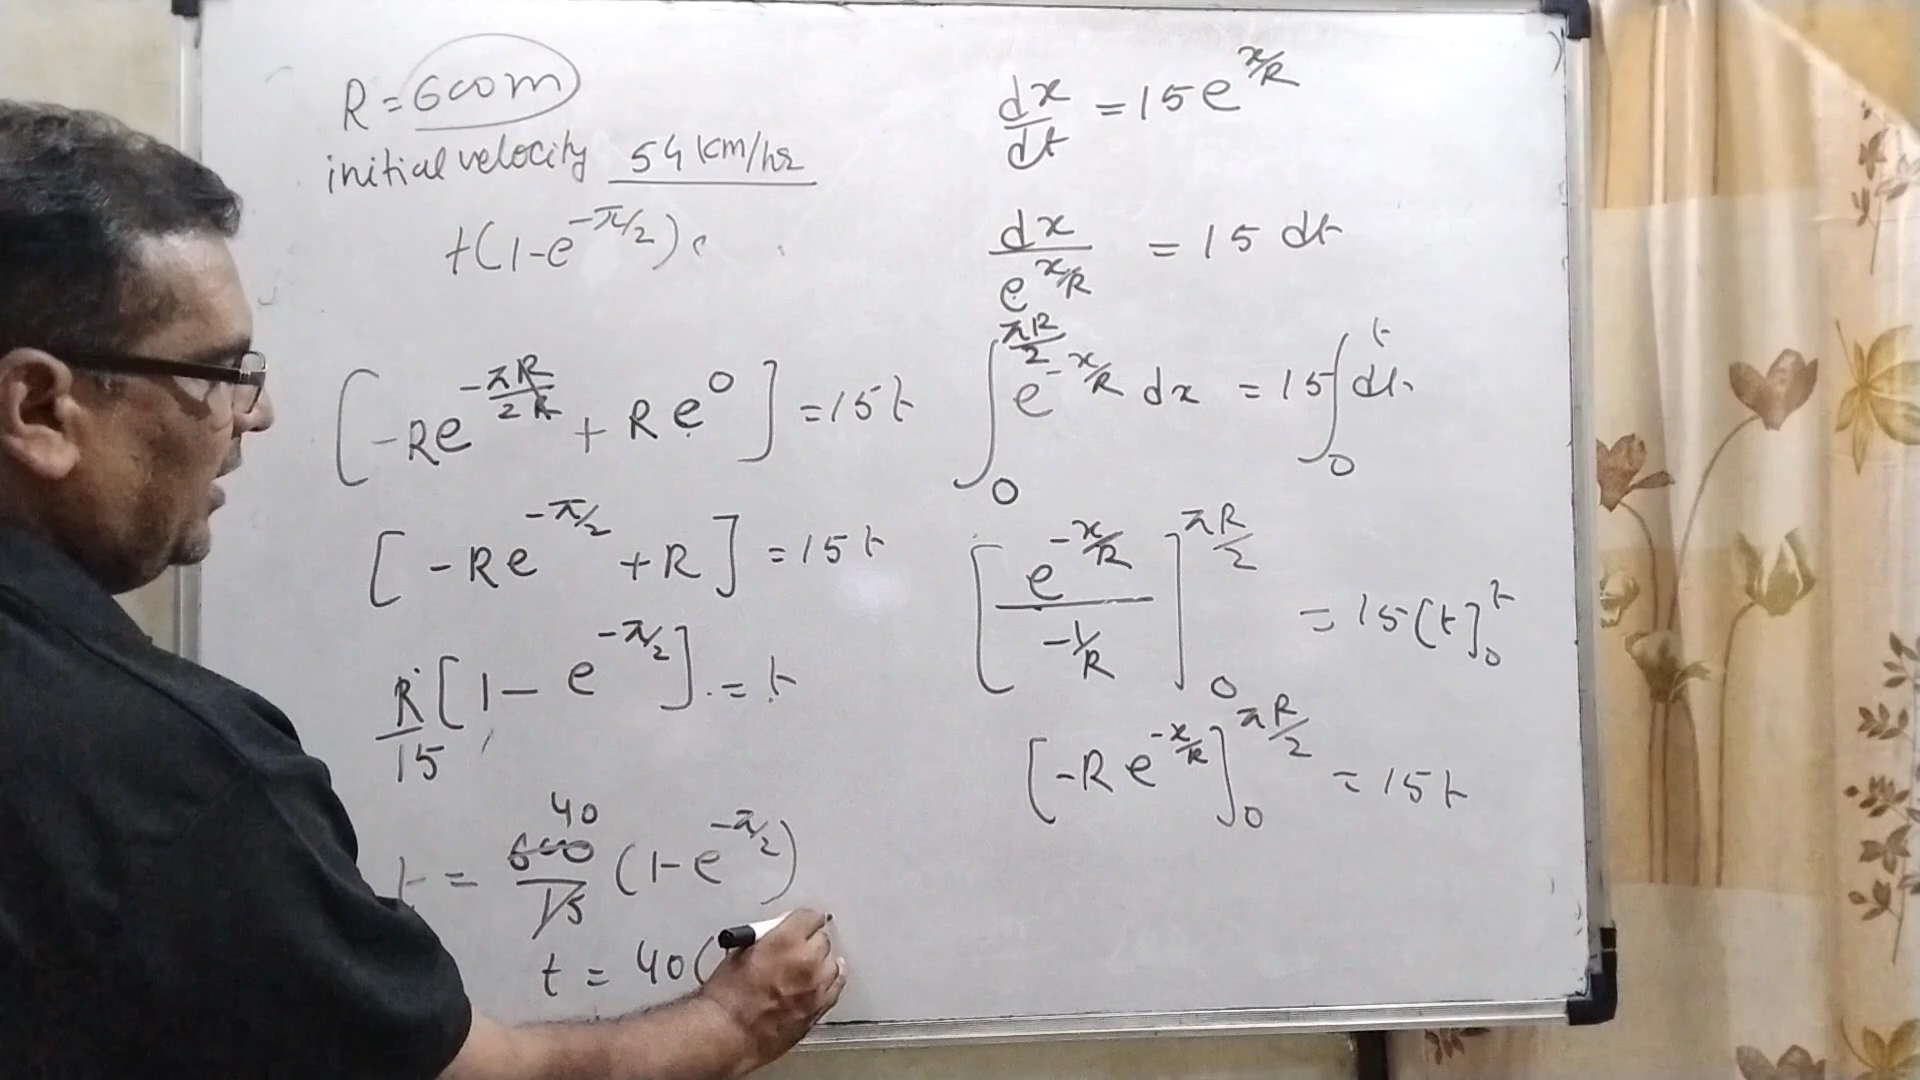 R = 600m
initial velocity 54 km/hr
t(1-e^{-π/2})
[-Re^{-πR/2R} + Re^0] = 15t
[-Re^{-π/2} + R] = 15t
R/15 [1 - e^{-π/2}] = t
t = 600/15 (1-e^{-π/2})
40
t = 40(
dx/dt = 15e^{x/R}
dx/e^{x/R} = 15 dt
∫_0^{πR/2} e^{-x/R} dx = 15∫_0^t dt
[e^{-x/R}/(-1/R)]_0^{πR/2} = 15[t]_0^t
[-Re^{-x/R}]_0^{πR/2} = 15t